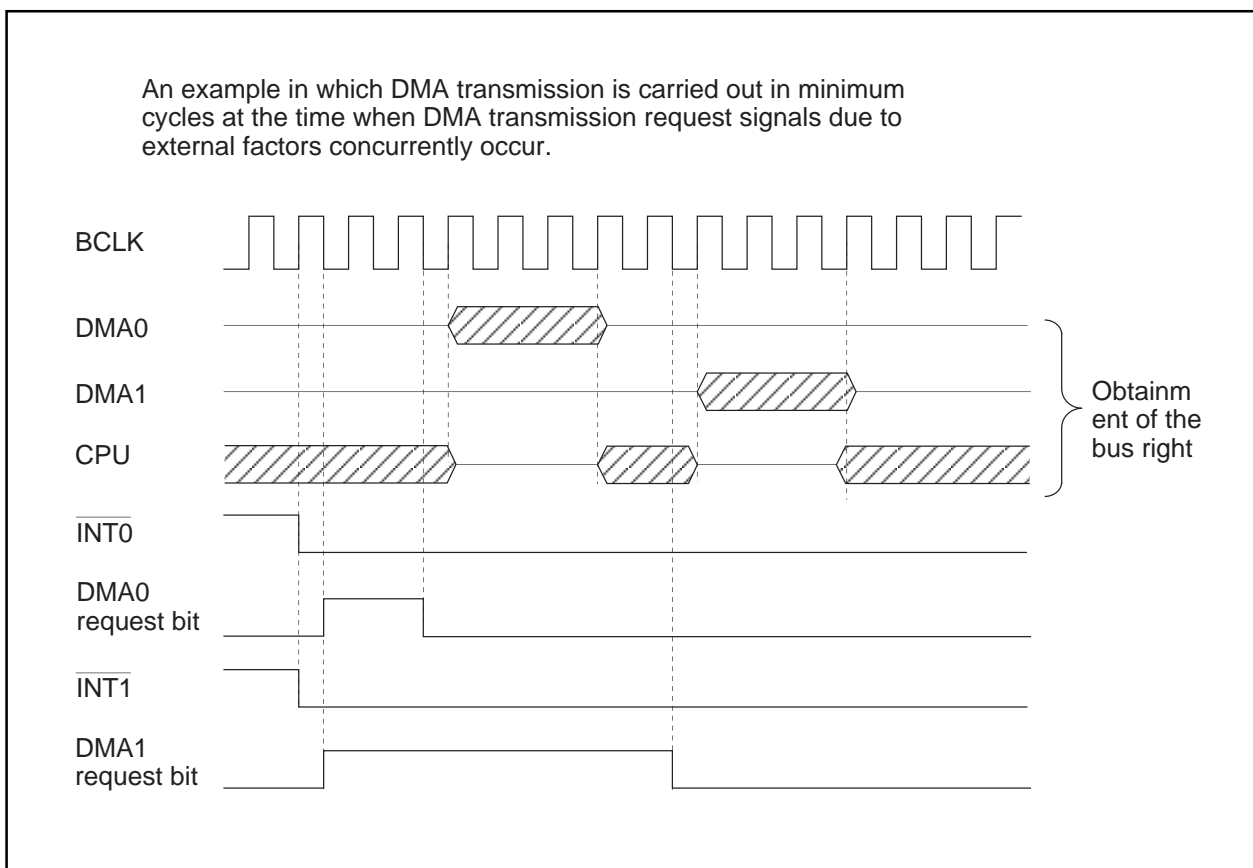 An example in which DMA transmission is carried out in minimum
cycles at the time when DMA transmission request signals due to
external factors concurrently occur.
BCLK
DMA0
DMA1
CPU
Obtainm
ent of the
bus right
INT0
DMA0
request bit
INT1
DMA1
request bit